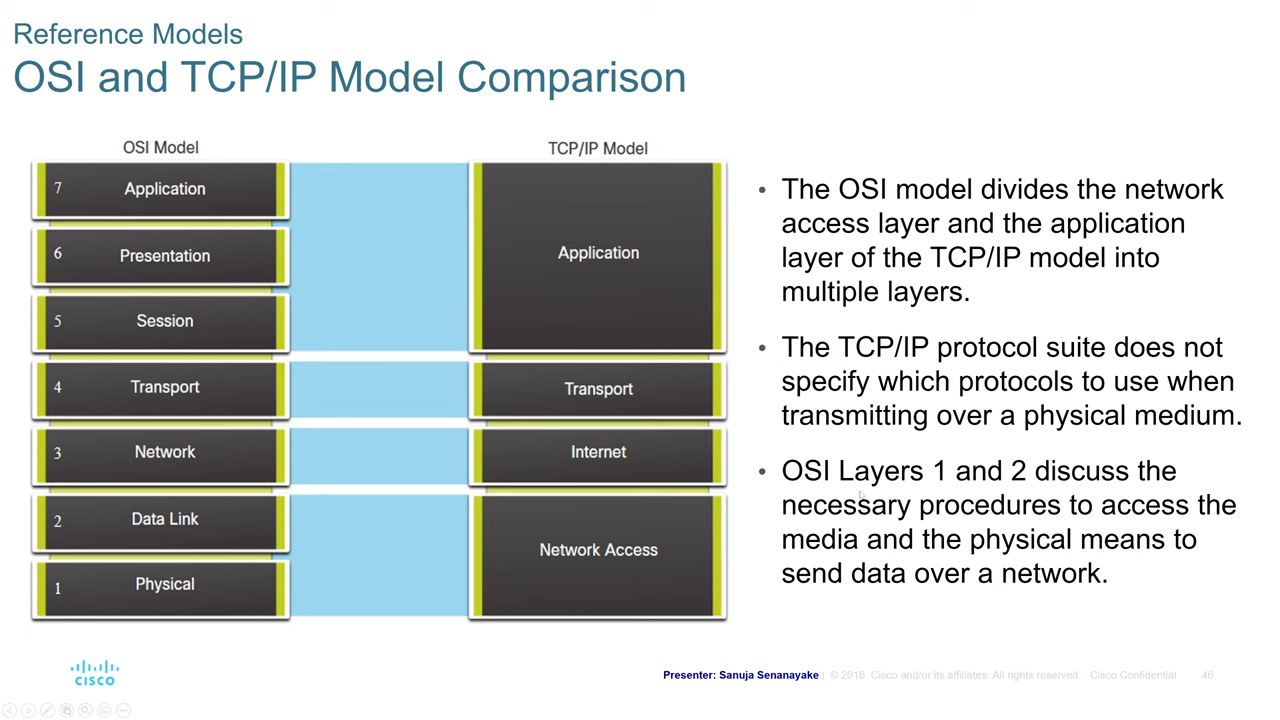 Reference Models
OSI and TCP/IP Model Comparison
OSI Model
7 Application
6 Presentation
5 Session
4 Transport
3 Network
2 Data Link
1 Physical
TCP/IP Model
Application
Transport
Internet
Network Access
• The OSI model divides the network
access layer and the application
layer of the TCP/IP model into
multiple layers.
• The TCP/IP protocol suite does not
specify which protocols to use when
transmitting over a physical medium.
• OSI Layers 1 and 2 discuss the
necessary procedures to access the
media and the physical means to
send data over a network.
CISCO
Presenter: Sanuja Senanayake | © 2016 Cisco and/or its affiliates. All rights reserved. Cisco Confidential 46